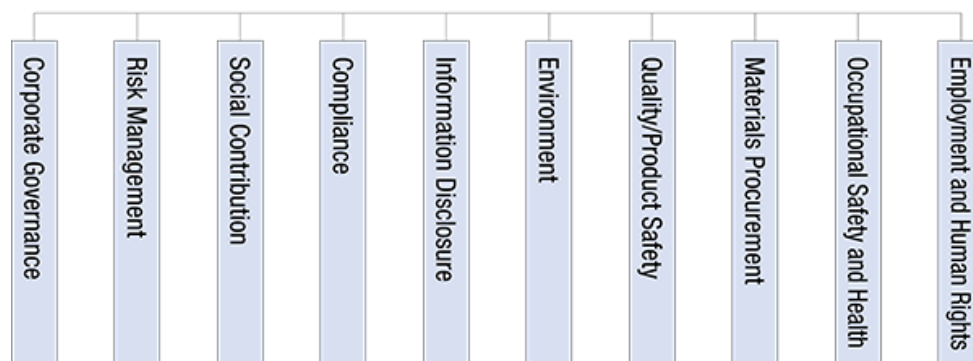 Corporate Governance
Risk Management
Social Contribution
Compliance
Information Disclosure
Environment
Quality/Product Safety
Materials Procurement
Occupational Safety and Health
Employment and Human Rights